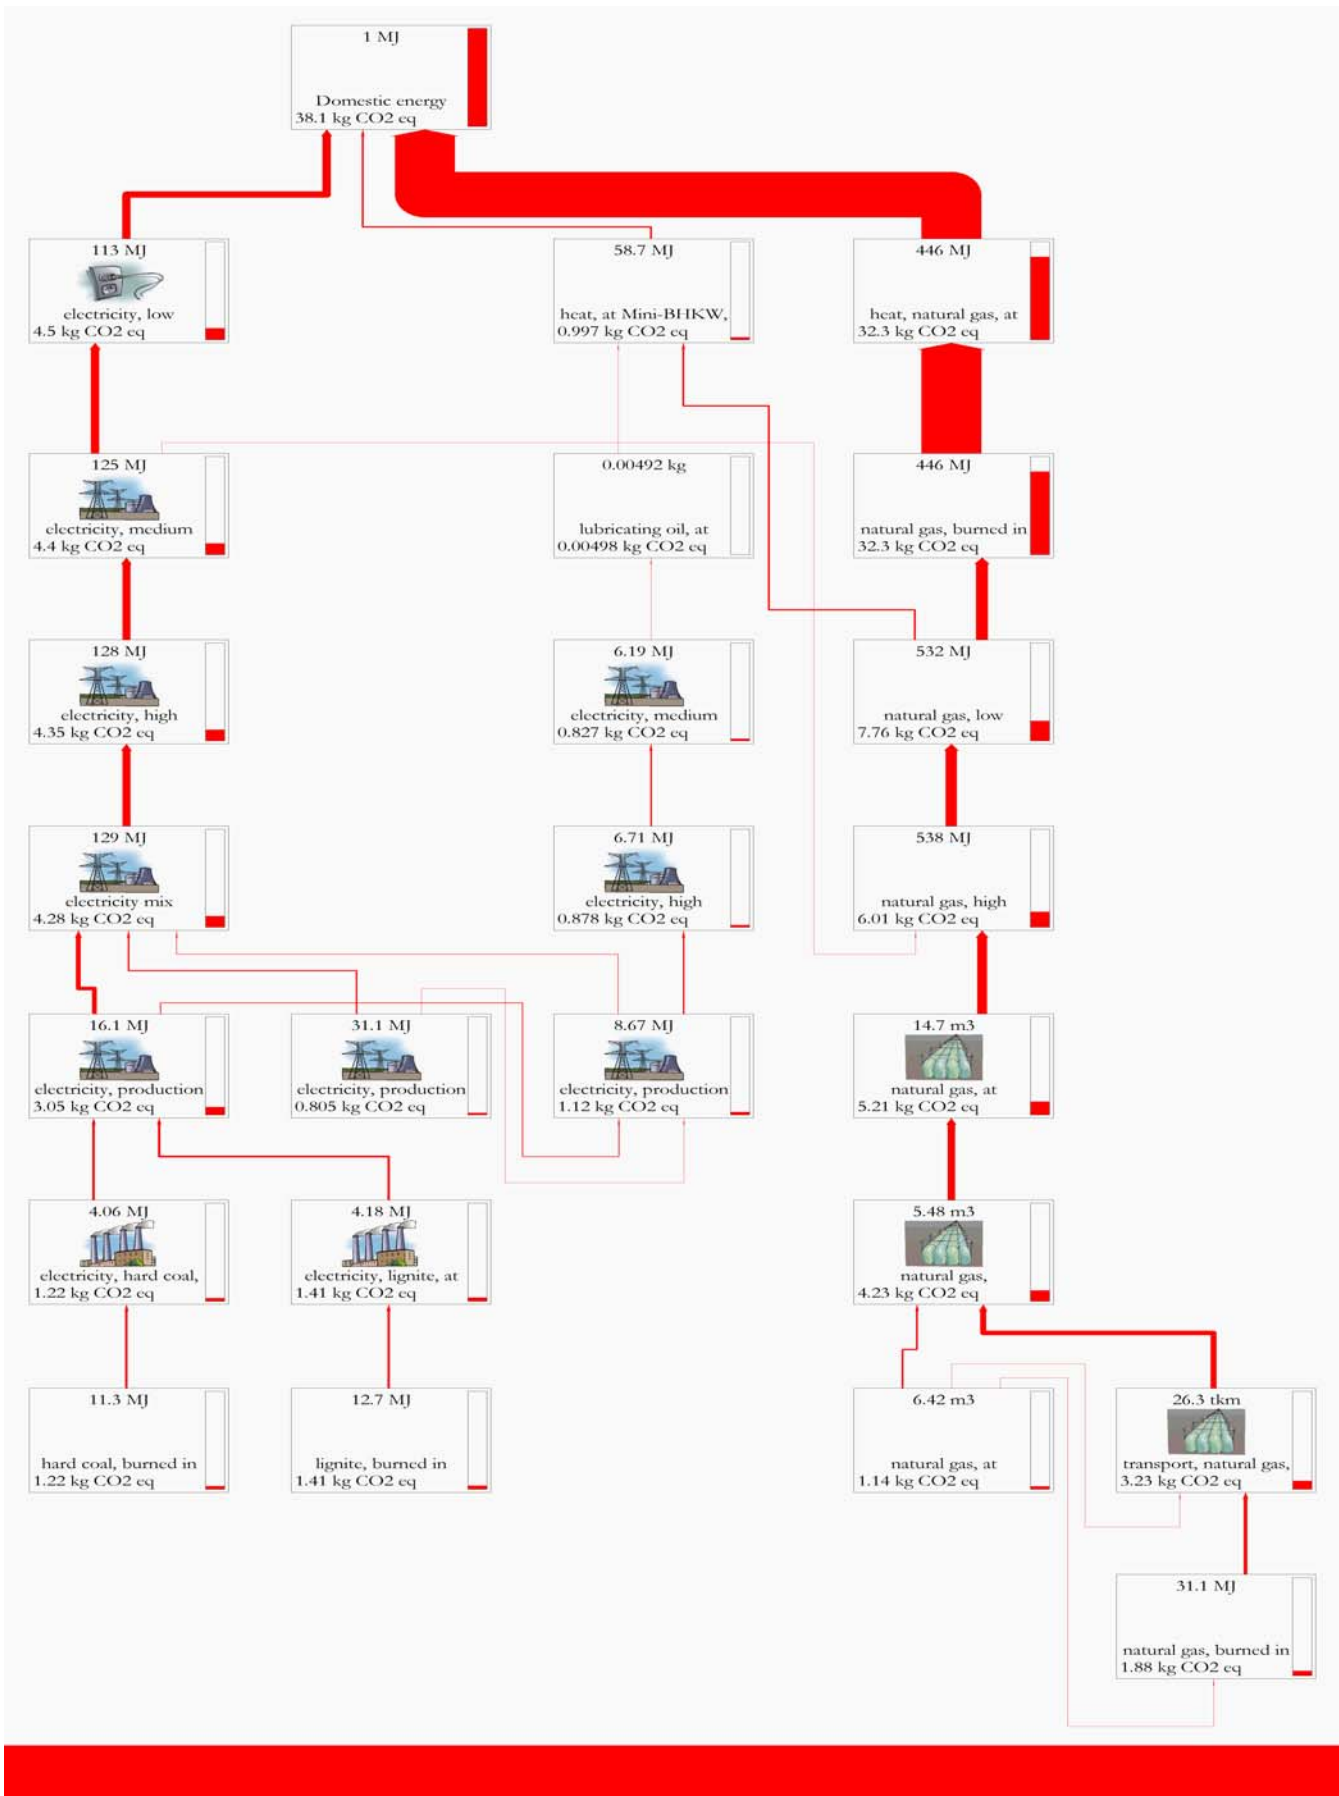 1 MJ
Domestic energy
38.1 kg CO2 eq
113 MJ
electricity, low
4.5 kg CO2 eq
58.7 MJ
heat, at Mini-BHKW,
0.997 kg CO2 eq
446 MJ
heat, natural gas, at
32.3 kg CO2 eq
125 MJ
electricity, medium
4.4 kg CO2 eq
0.00492 kg
lubricating oil, at
0.00498 kg CO2 eq
446 MJ
natural gas, burned in
32.3 kg CO2 eq
128 MJ
electricity, high
4.35 kg CO2 eq
6.19 MJ
electricity, medium
0.827 kg CO2 eq
532 MJ
natural gas, low
7.76 kg CO2 eq
129 MJ
electricity mix
4.28 kg CO2 eq
6.71 MJ
electricity, high
0.878 kg CO2 eq
538 MJ
natural gas, high
6.01 kg CO2 eq
16.1 MJ
electricity, production
3.05 kg CO2 eq
31.1 MJ
electricity, production
0.805 kg CO2 eq
8.67 MJ
electricity, production
1.12 kg CO2 eq
14.7 m3
natural gas, at
5.21 kg CO2 eq
4.06 MJ
electricity, hard coal,
1.22 kg CO2 eq
4.18 MJ
electricity, lignite, at
1.41 kg CO2 eq
5.48 m3
natural gas,
4.23 kg CO2 eq
11.3 MJ
hard coal, burned in
1.22 kg CO2 eq
12.7 MJ
lignite, burned in
1.41 kg CO2 eq
6.42 m3
natural gas, at
1.14 kg CO2 eq
26.3 tkm
transport, natural gas,
3.23 kg CO2 eq
31.1 MJ
natural gas, burned in
1.88 kg CO2 eq